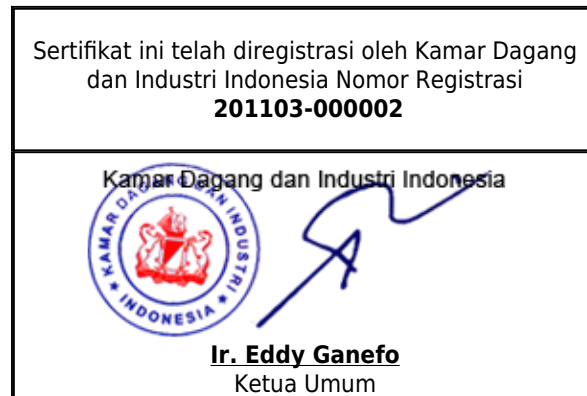 Sertifikat ini telah diregistrasi oleh Kamar Dagang
dan Industri Indonesia Nomor Registrasi
201103-000002
Kamar Dagang dan Industri Indonesia
KAMAR DAGANG DAN INDUSTRI
★ INDONESIA ★
Ir. Eddy Ganefo
Ketua Umum